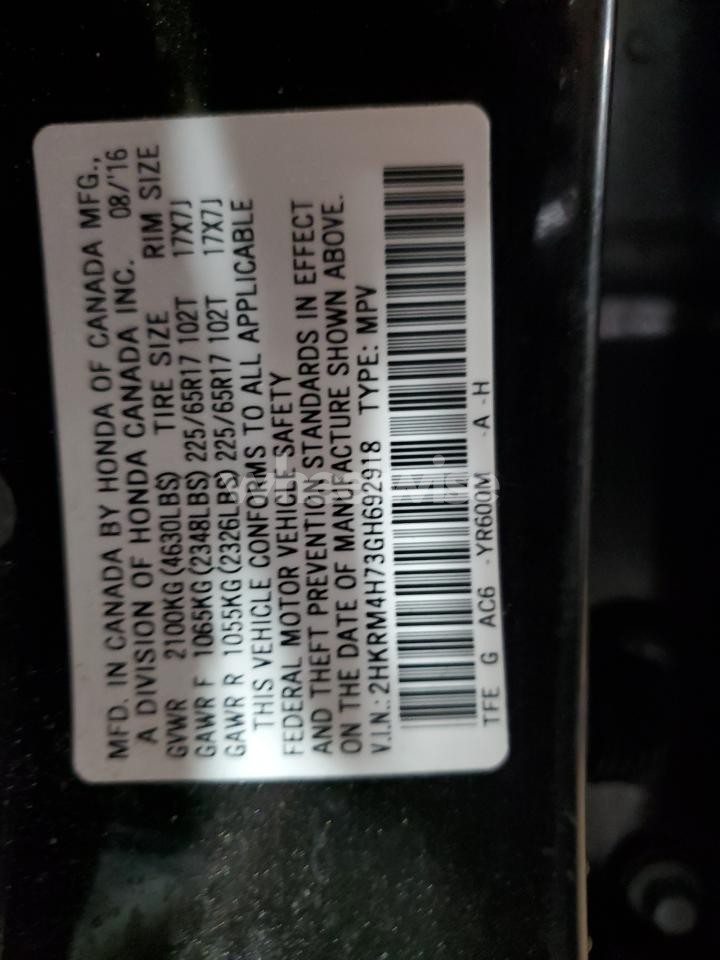 MFD. IN CANADA BY HONDA OF CANADA MFG.,
A DIVISION OF HONDA CANADA INC. 08/'16
GVWR 2100KG (4630LBS) TIRE SIZE RIM SIZE
GAWR F 1065KG (2348LBS) 225/65R17 102T 17X7J
GAWR R 1055KG (2326LBS) 225/65R17 102T 17X7J
THIS VEHICLE CONFORMS TO ALL APPLICABLE
FEDERAL MOTOR VEHICLE SAFETY
AND THEFT PREVENTION STANDARDS IN EFFECT
ON THE DATE OF MANUFACTURE SHOWN ABOVE.
V.I.N.: 2HKRM4H73GH692918 TYPE: MPV
TFE G AC6 -YR600M -A -H